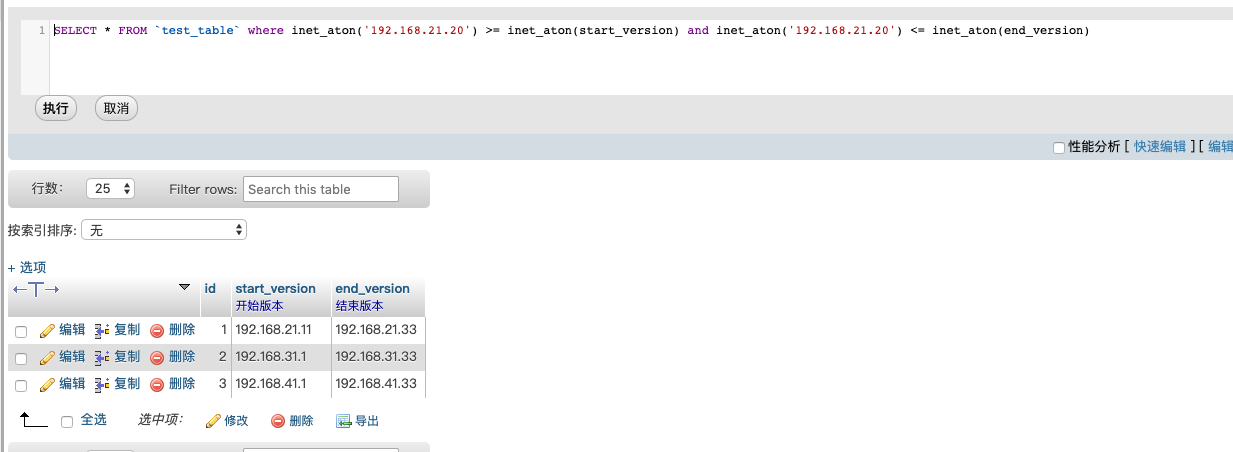 1 SELECT * FROM `test_table` where inet_aton('192.168.21.20') >= inet_aton(start_version) and inet_aton('192.168.21.20') <= inet_aton(end_version)
执行 取消
性能分析 [ 快速编辑 ] [ 编辑
行数： 25 Filter rows: Search this table
按索引排序: 无
+ 选项
←T→ id start_version end_version
开始版本 结束版本
编辑 复制 删除 1 192.168.21.11 192.168.21.33
编辑 复制 删除 2 192.168.31.1 192.168.31.33
编辑 复制 删除 3 192.168.41.1 192.168.41.33
全选 选中项： 修改 删除 导出